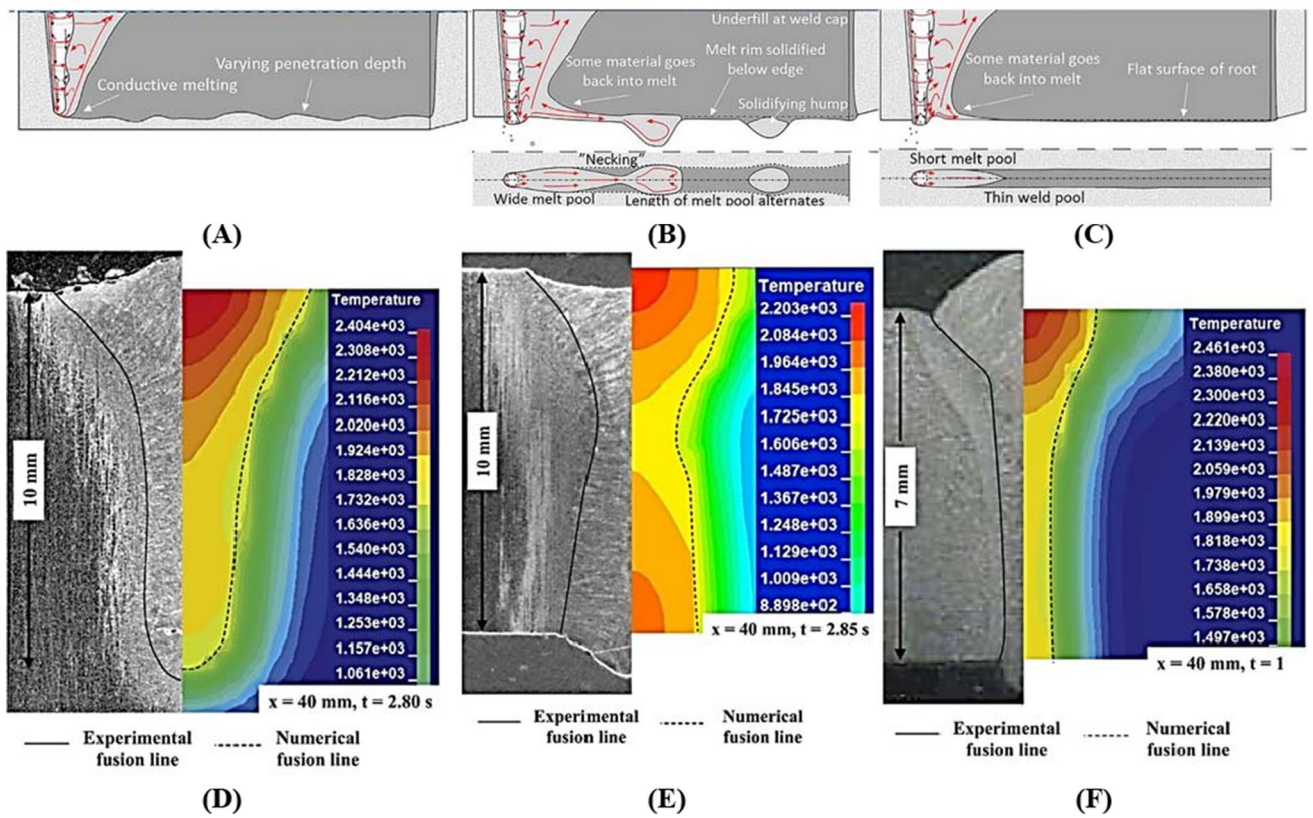 Varying penetration depth
Conductive melting
(A)
Underfill at weld cap
Some material goes
back into melt
Melt rim solidified
below edge
Solidifying hump
"Necking"
Wide melt pool
Length of melt pool alternates
(B)
Some material goes
back into melt
Flat surface of root
Short melt pool
Thin weld pool
(C)
10 mm
Temperature
2.404e+03
2.308e+03
2.212e+03
2.116e+03
2.020e+03
1.924e+03
1.828e+03
1.732e+03
1.636e+03
1.540e+03
1.444e+03
1.348e+03
1.253e+03
1.157e+03
1.061e+03
x = 40 mm, t = 2.80 s
Experimental
fusion line
Numerical
fusion line
(D)
10 mm
Temperature
2.203e+03
2.084e+03
1.964e+03
1.845e+03
1.725e+03
1.606e+03
1.487e+03
1.367e+03
1.248e+03
1.129e+03
1.009e+03
8.898e+02
x = 40 mm, t = 2.85 s
Experimental
fusion line
Numerical
fusion line
(E)
7 mm
Temperature
2.461e+03
2.380e+03
2.300e+03
2.220e+03
2.139e+03
2.059e+03
1.979e+03
1.899e+03
1.818e+03
1.738e+03
1.658e+03
1.578e+03
1.497e+03
x = 40 mm, t = 1
Experimental
fusion line
Numerical
fusion line
(F)